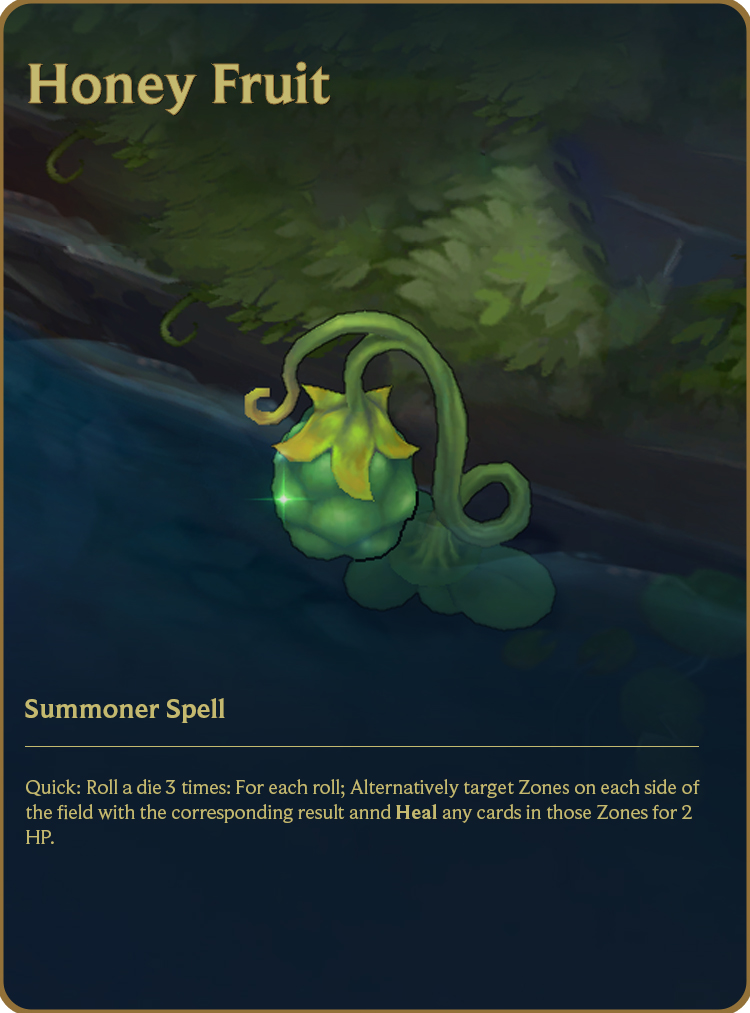 Honey Fruit
Summoner Spell
Quick: Roll a die 3 times: For each roll; Alternatively target Zones on each side of
the field with the corresponding result annd Heal any cards in those Zones for 2
HP.